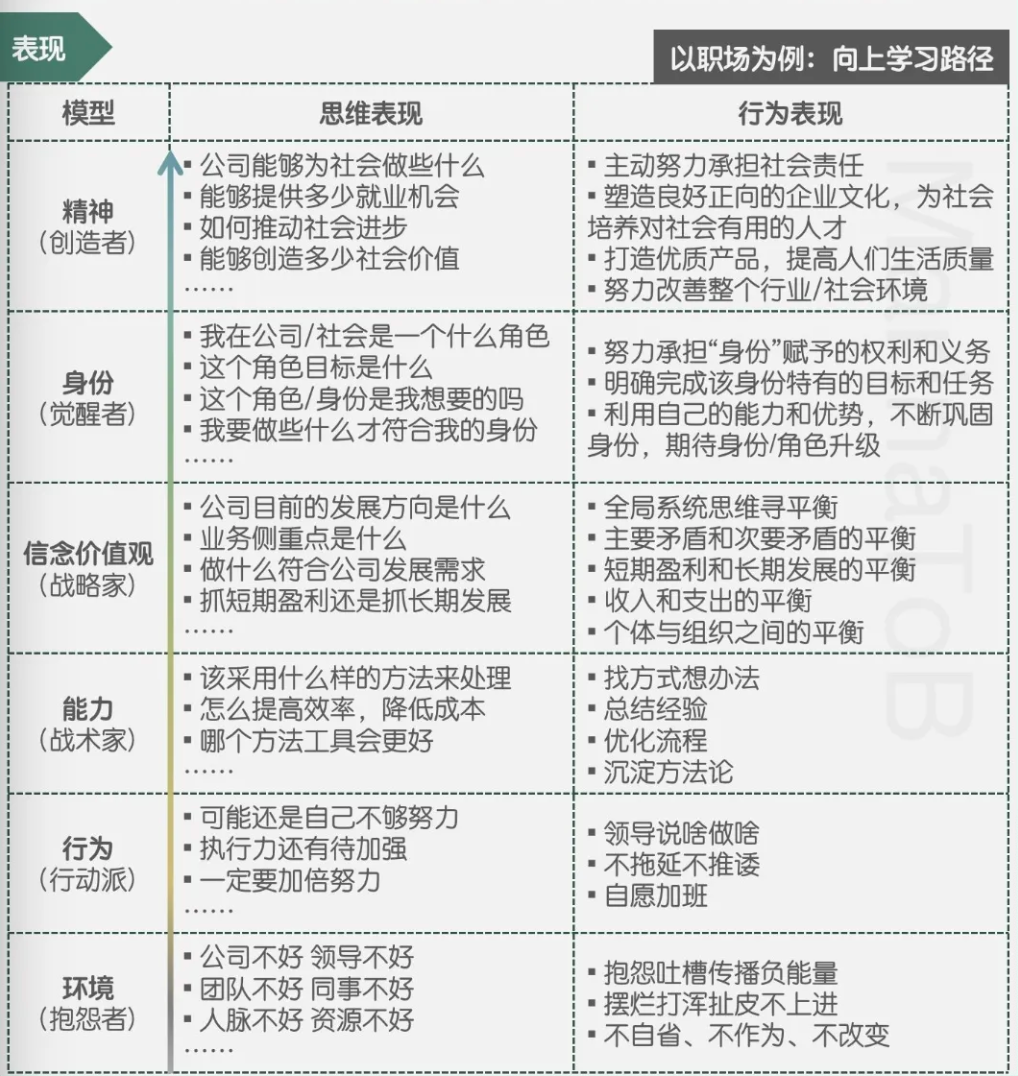 表现
以职场为例：向上学习路径
模型
思维表现
行为表现
精神
（创造者）
▪ 公司能够为社会做些什么
▪ 能够提供多少就业机会
▪ 如何推动社会进步
▪ 能够创造多少社会价值
……
▪ 主动努力承担社会责任
▪ 塑造良好正向的企业文化，为社会
培养对社会有用的人才
▪ 打造优质产品，提高人们生活质量
▪ 努力改善整个行业/社会环境
身份
（觉醒者）
▪ 我在公司/社会是一个什么角色
▪ 这个角色目标是什么
▪ 这个角色/身份是我想要的吗
▪ 我要做些什么才符合我的身份
……
▪ 努力承担“身份”赋予的权利和义务
▪ 明确完成该身份特有的目标和任务
▪ 利用自己的能力和优势，不断巩固
身份，期待身份/角色升级
信念价值观
（战略家）
▪ 公司目前的发展方向是什么
▪ 业务侧重点是什么
▪ 做什么符合公司发展需求
▪ 抓短期盈利还是抓长期发展
……
▪ 全局系统思维寻平衡
▪ 主要矛盾和次要矛盾的平衡
▪ 短期盈利和长期发展的平衡
▪ 收入和支出的平衡
▪ 个体与组织之间的平衡
能力
（战术家）
▪ 该采用什么样的方法来处理
▪ 怎么提高效率，降低成本
▪ 哪个方法工具会更好
……
▪ 找方式想办法
▪ 总结经验
▪ 优化流程
▪ 沉淀方法论
行为
（行动派）
▪ 可能还是自己不够努力
▪ 执行力还有待加强
▪ 一定要加倍努力
……
▪ 领导说啥做啥
▪ 不拖延不推诿
▪ 自愿加班
环境
（抱怨者）
▪ 公司不好 领导不好
▪ 团队不好 同事不好
▪ 人脉不好 资源不好
……
▪ 抱怨吐槽传播负能量
▪ 摆烂打浑扯皮不上进
▪ 不自省、不作为、不改变